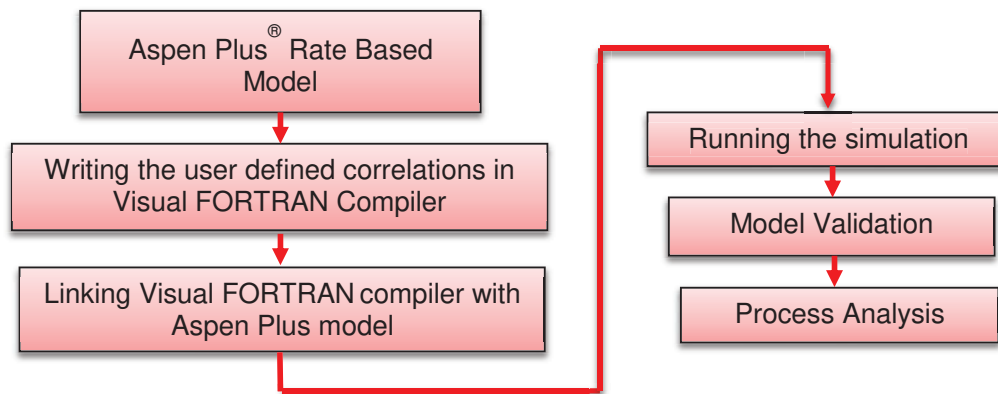 Aspen Plus® Rate Based
Model
Writing the user defined correlations in
Visual FORTRAN Compiler
Linking Visual FORTRAN compiler with
Aspen Plus model
Running the simulation
Model Validation
Process Analysis